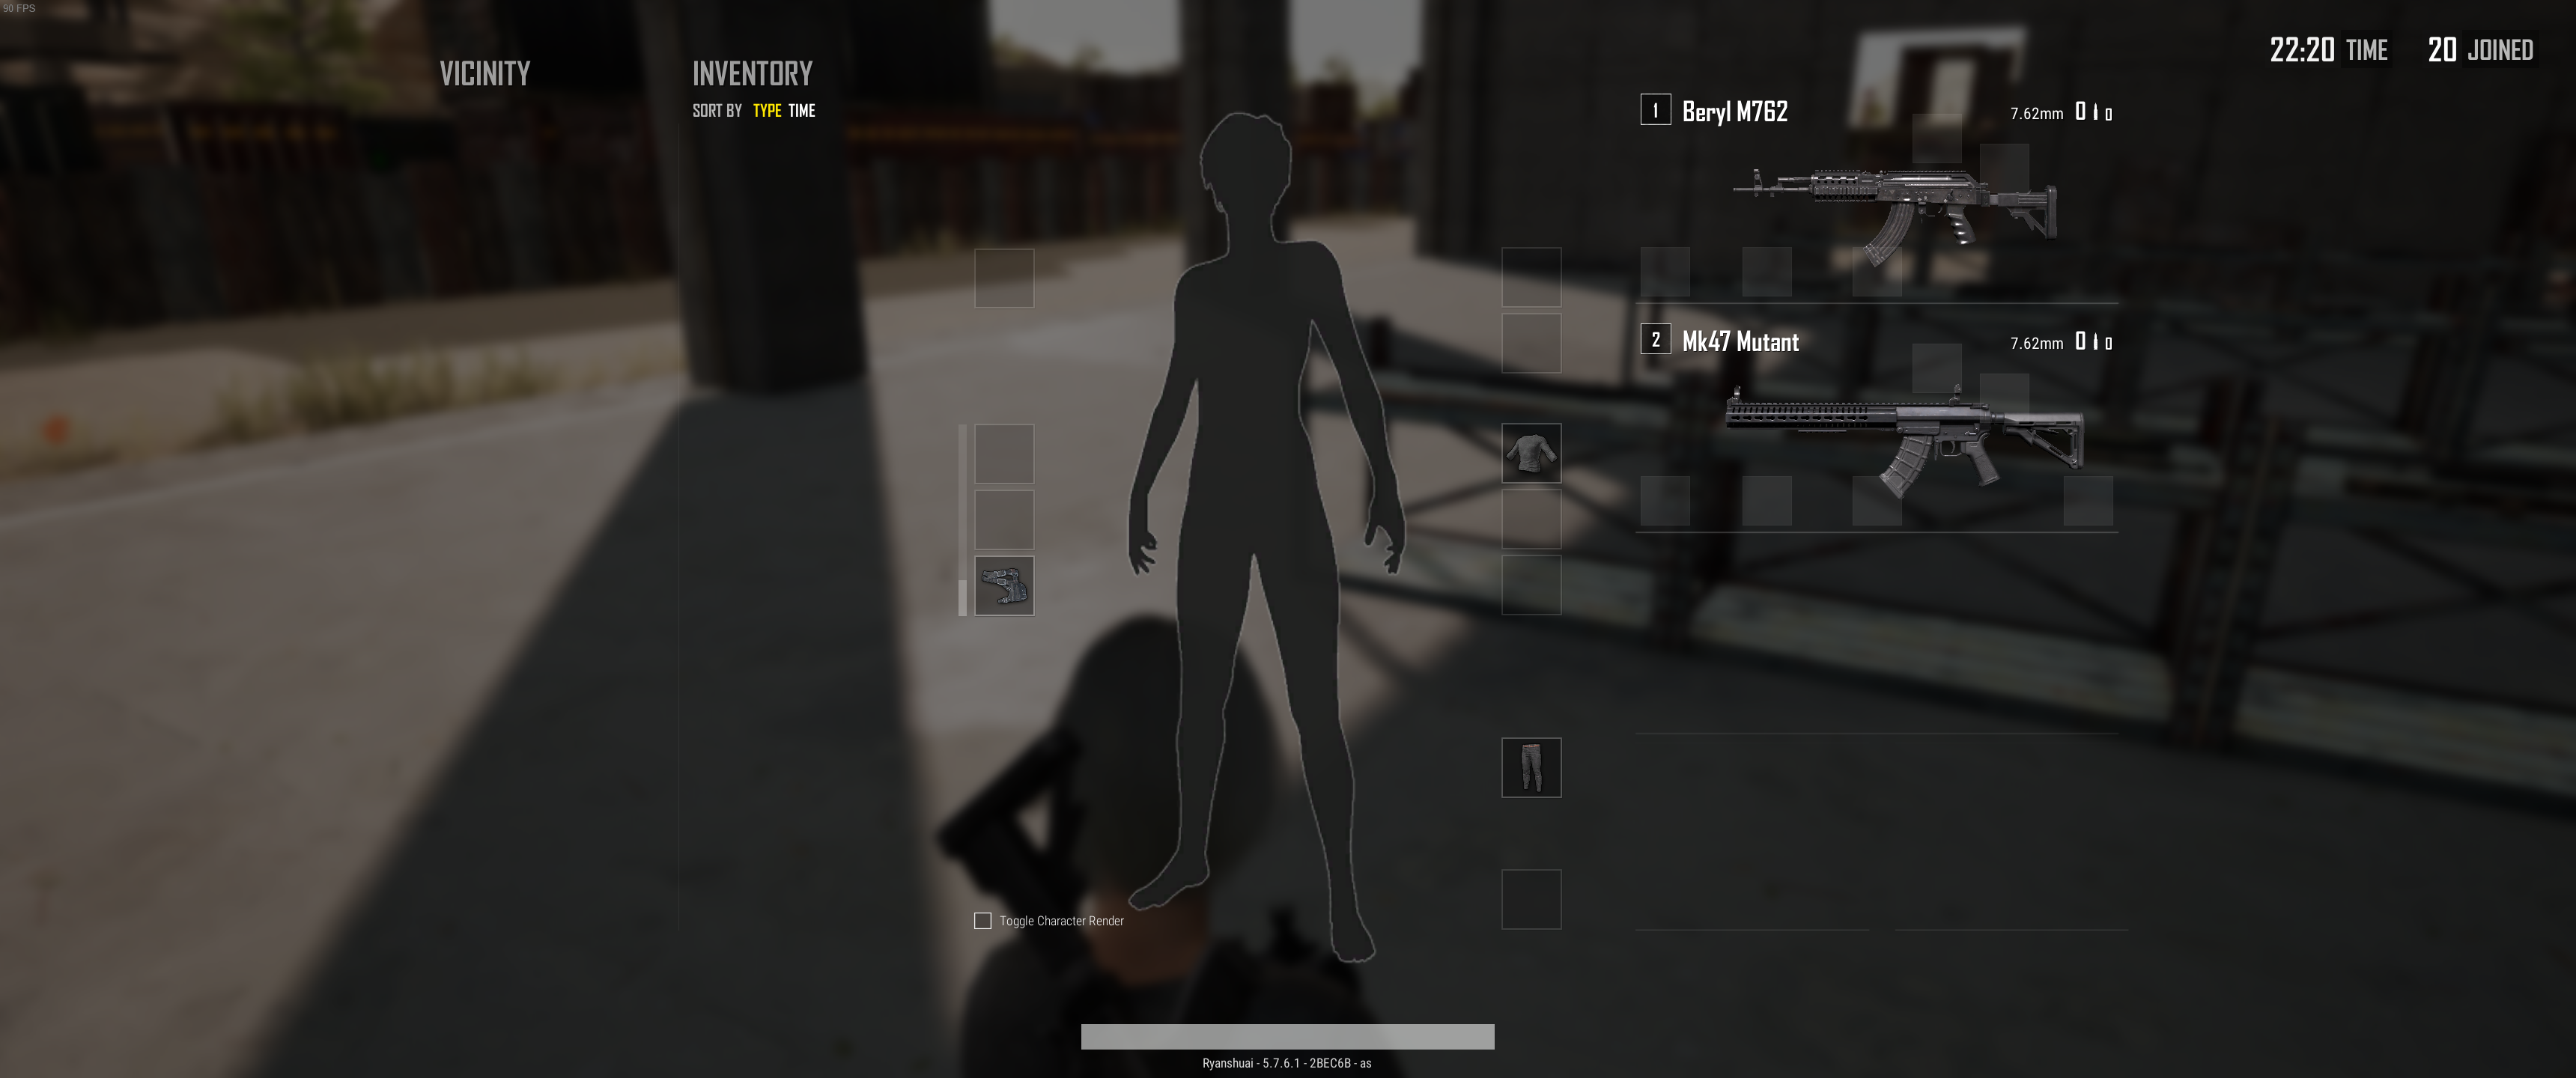 90 FPS
22:20 TIME 20 JOINED
VICINITY
INVENTORY
SORT BY TYPE TIME
1 Beryl M762 7.62mm 0 0
2 Mk47 Mutant 7.62mm 0 0
Toggle Character Render
Ryanshuai - 5.7.6.1 - 2BEC6B - as